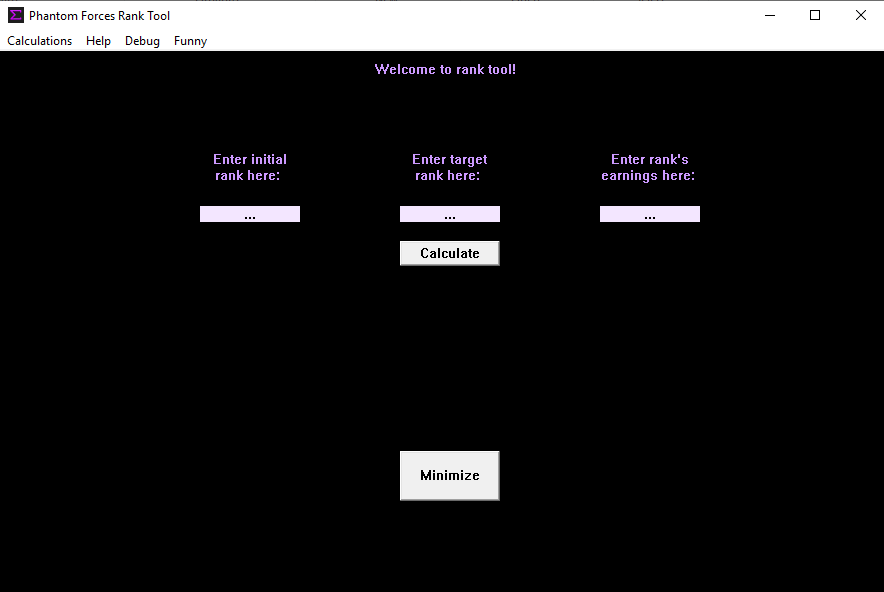 Phantom Forces Rank Tool
Calculations Help Debug Funny
Welcome to rank tool!
Enter initial
rank here:
Enter target
rank here:
Enter rank's
earnings here:
... ... ...
Calculate
Minimize